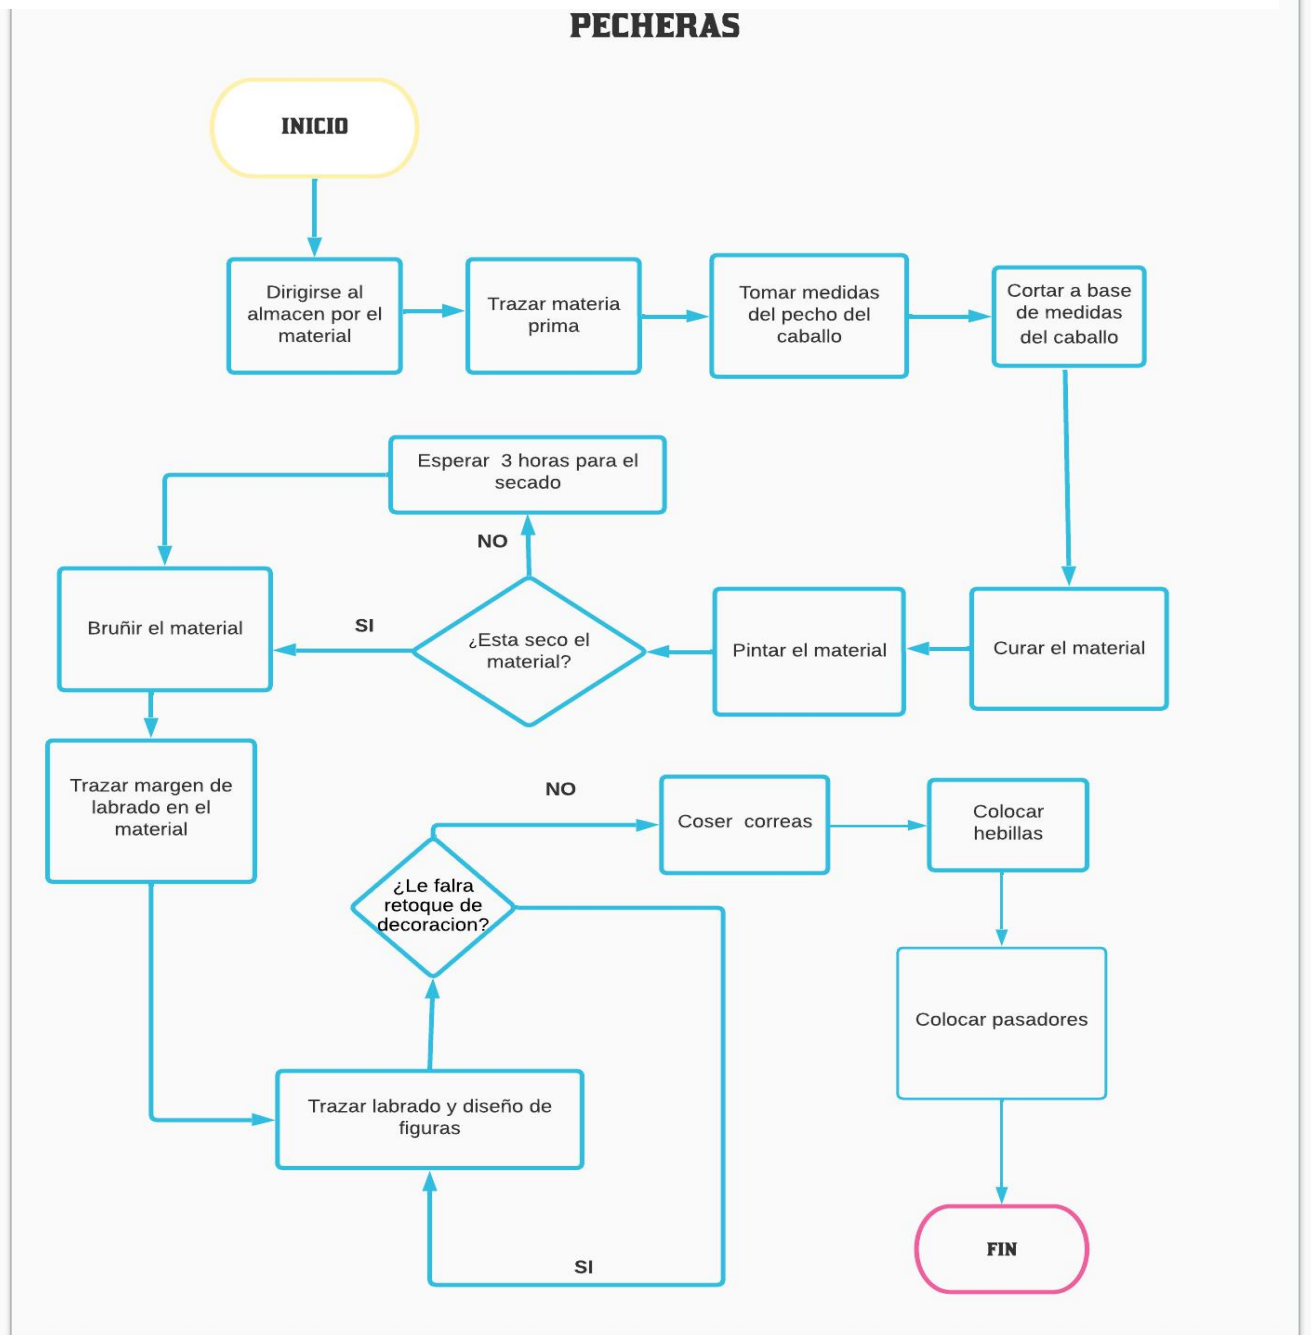 PECHERAS
INICIO
Dirigirse al
almacen por el
material
Trazar materia
prima
Tomar medidas
del pecho del
caballo
Cortar a base
de medidas
del caballo
Esperar  3 horas para el
secado
NO
Bruñir el material
SI
¿Esta seco el
material?
Pintar el material
Curar el material
Trazar margen de
labrado en el
material
NO
Coser  correas
Colocar
hebillas
¿Le falra
retoque de
decoracion?
Colocar pasadores
Trazar labrado y diseño de
figuras
SI
FIN